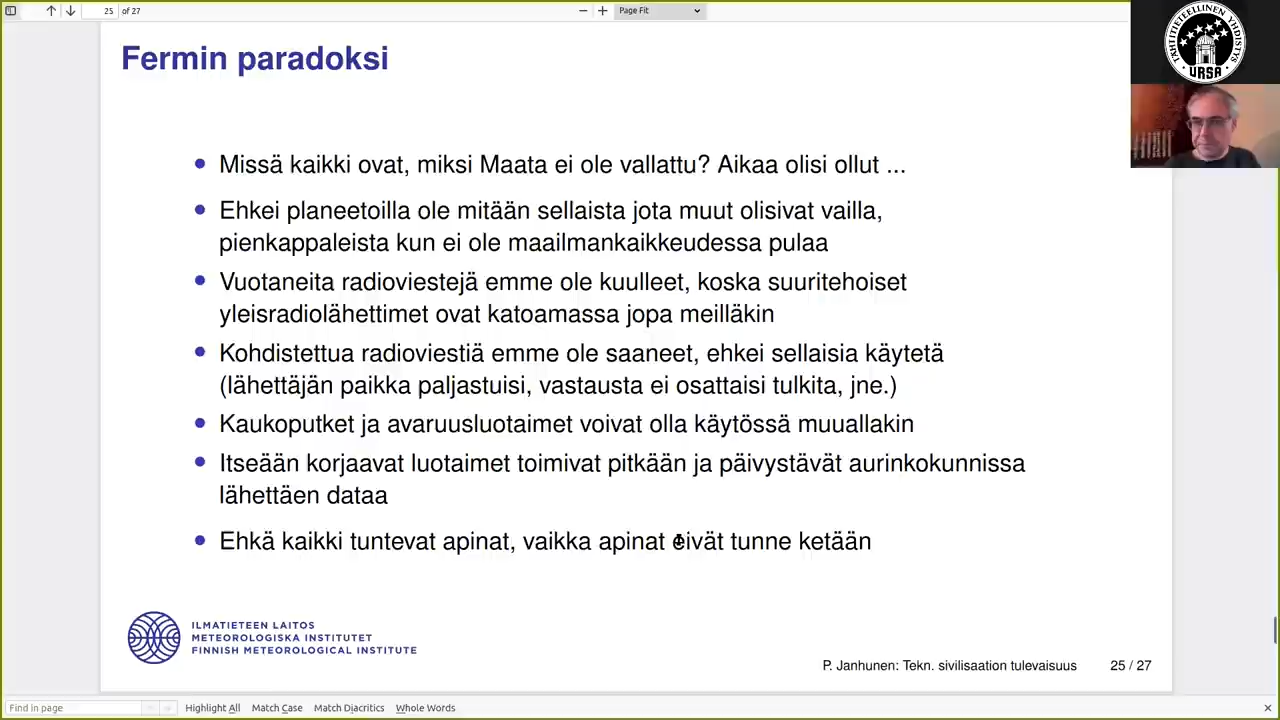 25 of 27
Page Fit
TÄHTITIETEELLINEN YHDISTYS
URSA
Fermin paradoksi
Missä kaikki ovat, miksi Maata ei ole vallattu? Aikaa olisi ollut ...
Ehkei planeetoilla ole mitään sellaista jota muut olisivat vailla,
pienkappaleista kun ei ole maailmankaikkeudessa pulaa
Vuotaneita radioviestejä emme ole kuulleet, koska suuritehoiset
yleisradiolähettimet ovat katoamassa jopa meilläkin
Kohdistettua radioviestiä emme ole saaneet, ehkei sellaisia käytetä
(lähettäjän paikka paljastuisi, vastausta ei osattaisi tulkita, jne.)
Kaukoputket ja avaruusluotaimet voivat olla käytössä muuallakin
Itseään korjaavat luotaimet toimivat pitkään ja päivystävät aurinkokunnissa
lähettäen dataa
Ehkä kaikki tuntevat apinat, vaikka apinat eivät tunne ketään
ILMATIETEEN LAITOS
METEOROLOGISKA INSTITUTET
FINNISH METEOROLOGICAL INSTITUTE
P. Janhunen: Tekn. sivilisaation tulevaisuus 25 / 27
Find in page Highlight All Match Case Match Diacritics Whole Words